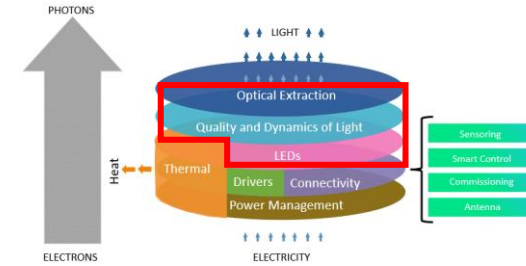 PHOTONS
LIGHT
Optical Extraction
Quality and Dynamics of Light
LEDs
Thermal
Heat
Drivers
Connectivity
Power Management
Sensoring
Smart Control
Commissioning
Antenna
ELECTRONS
ELECTRICITY